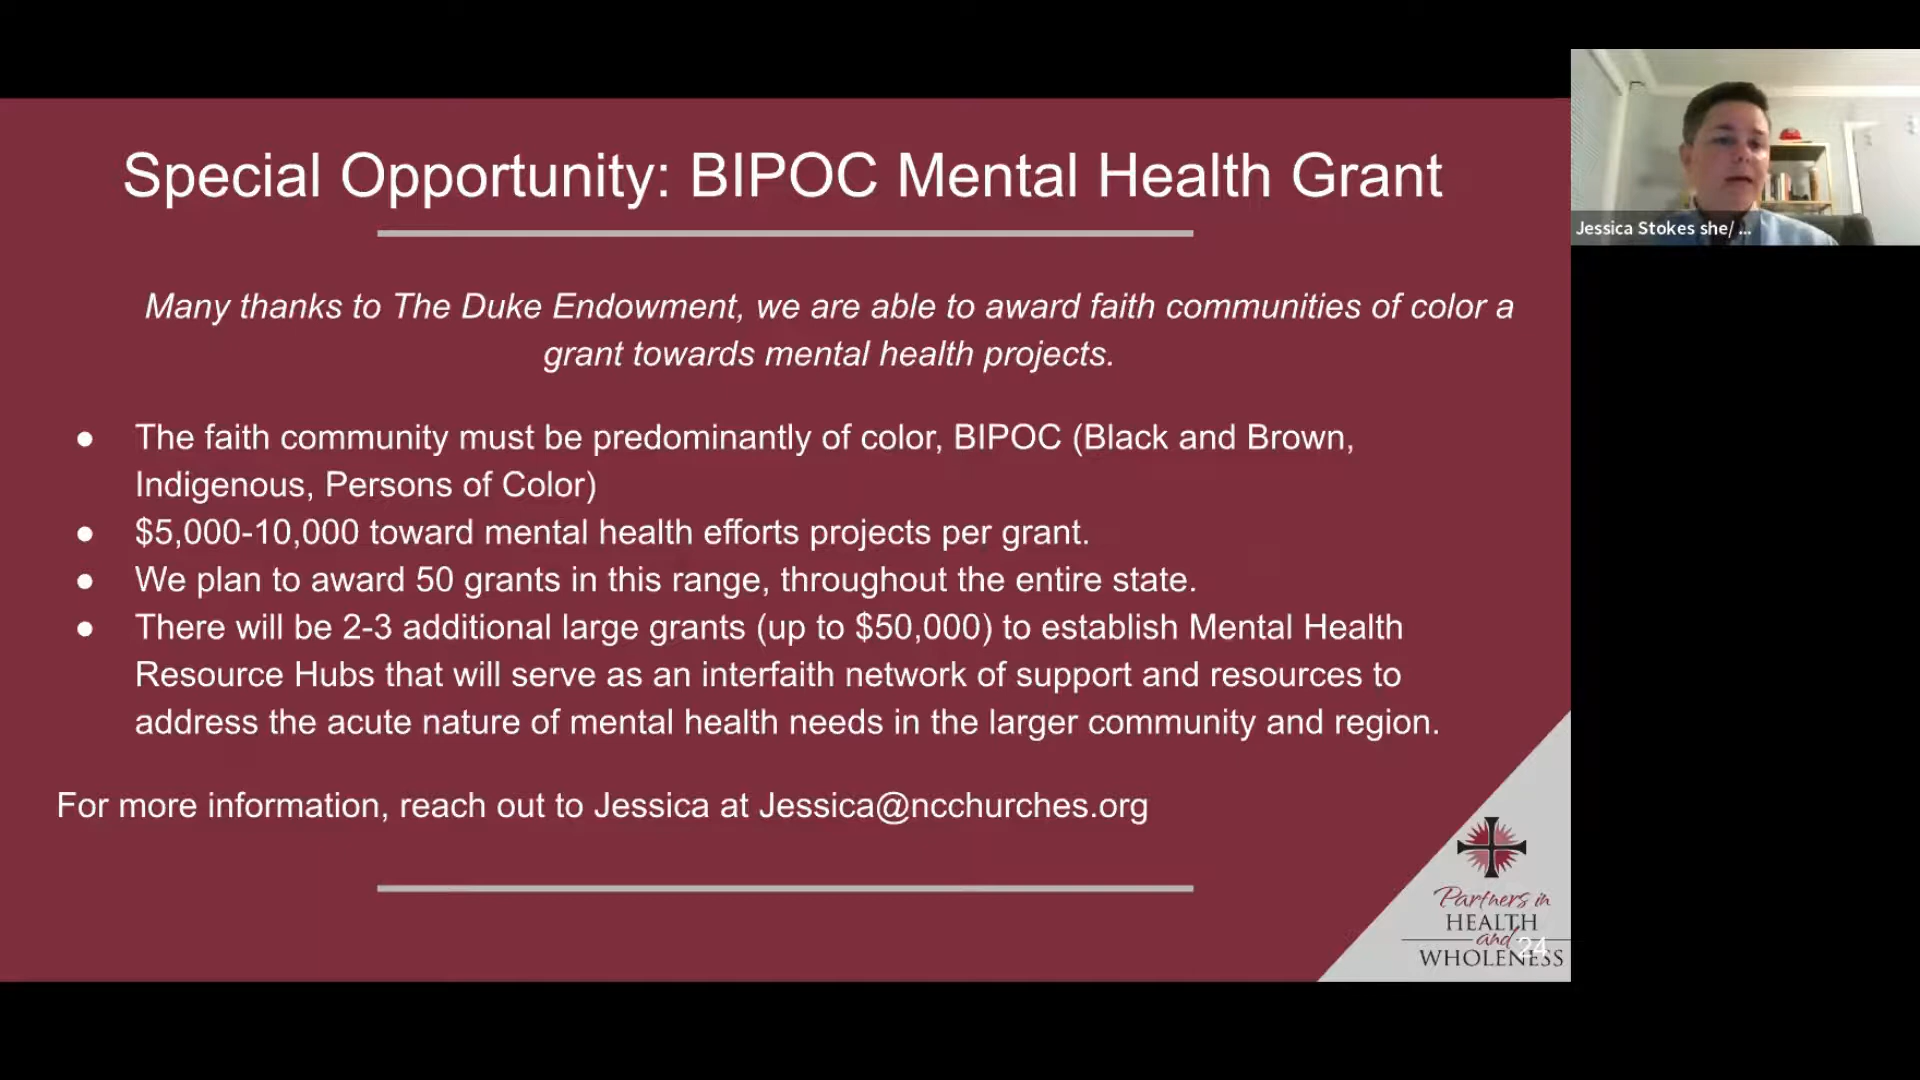 Special Opportunity: BIPOC Mental Health Grant
Jessica Stokes she/ ...
Many thanks to The Duke Endowment, we are able to award faith communities of color a
grant towards mental health projects.
● The faith community must be predominantly of color, BIPOC (Black and Brown,
Indigenous, Persons of Color)
● $5,000-10,000 toward mental health efforts projects per grant.
● We plan to award 50 grants in this range, throughout the entire state.
● There will be 2-3 additional large grants (up to $50,000) to establish Mental Health
Resource Hubs that will serve as an interfaith network of support and resources to
address the acute nature of mental health needs in the larger community and region.
For more information, reach out to Jessica at Jessica@ncchurches.org
Partners in
HEALTH
and
24
WHOLENESS